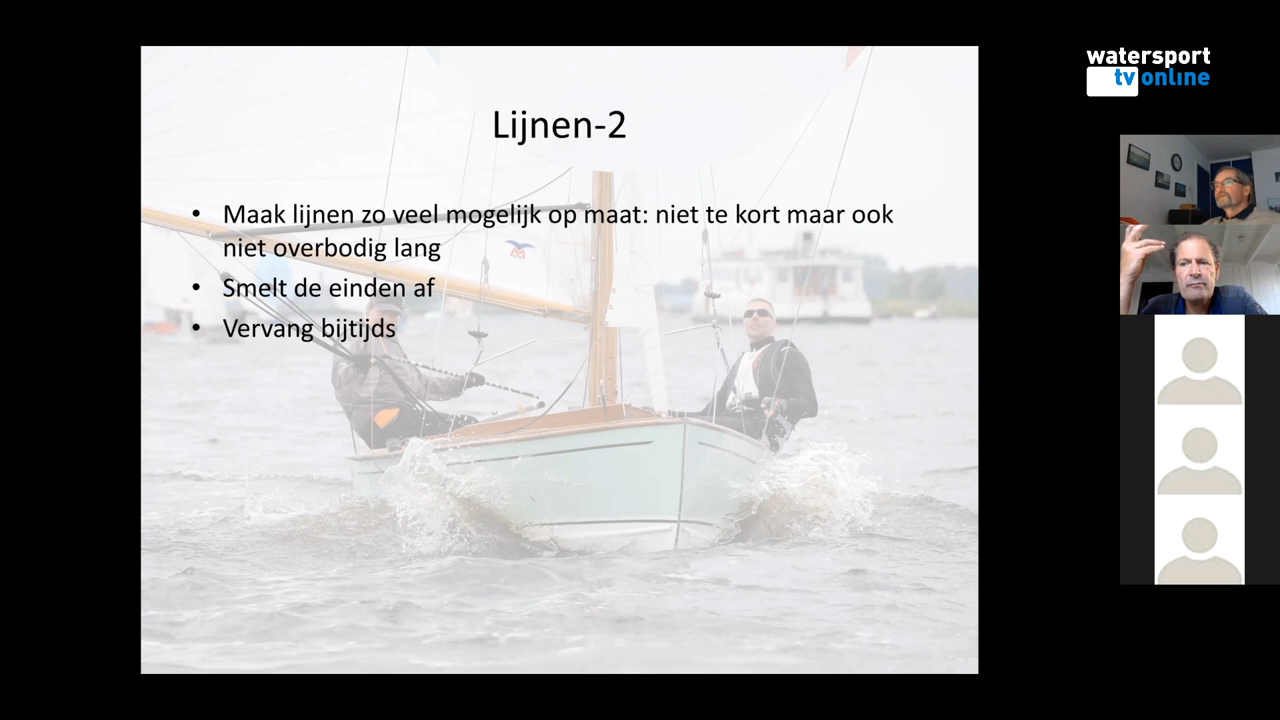 Lijnen-2
• Maak lijnen zo veel mogelijk op maat: niet te kort maar ook
niet overbodig lang
• Smelt de einden af
• Vervang bijtijds
watersport
tv online